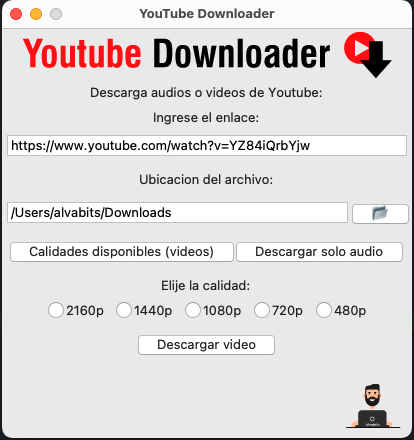 YouTube Downloader
Youtube Downloader
Descarga audios o videos de Youtube:
Ingrese el enlace:
https://www.youtube.com/watch?v=YZ84iQrbYjw
Ubicacion del archivo:
/Users/alvabits/Downloads
Calidades disponibles (videos) Descargar solo audio
Elije la calidad:
2160p 1440p 1080p 720p 480p
Descargar video